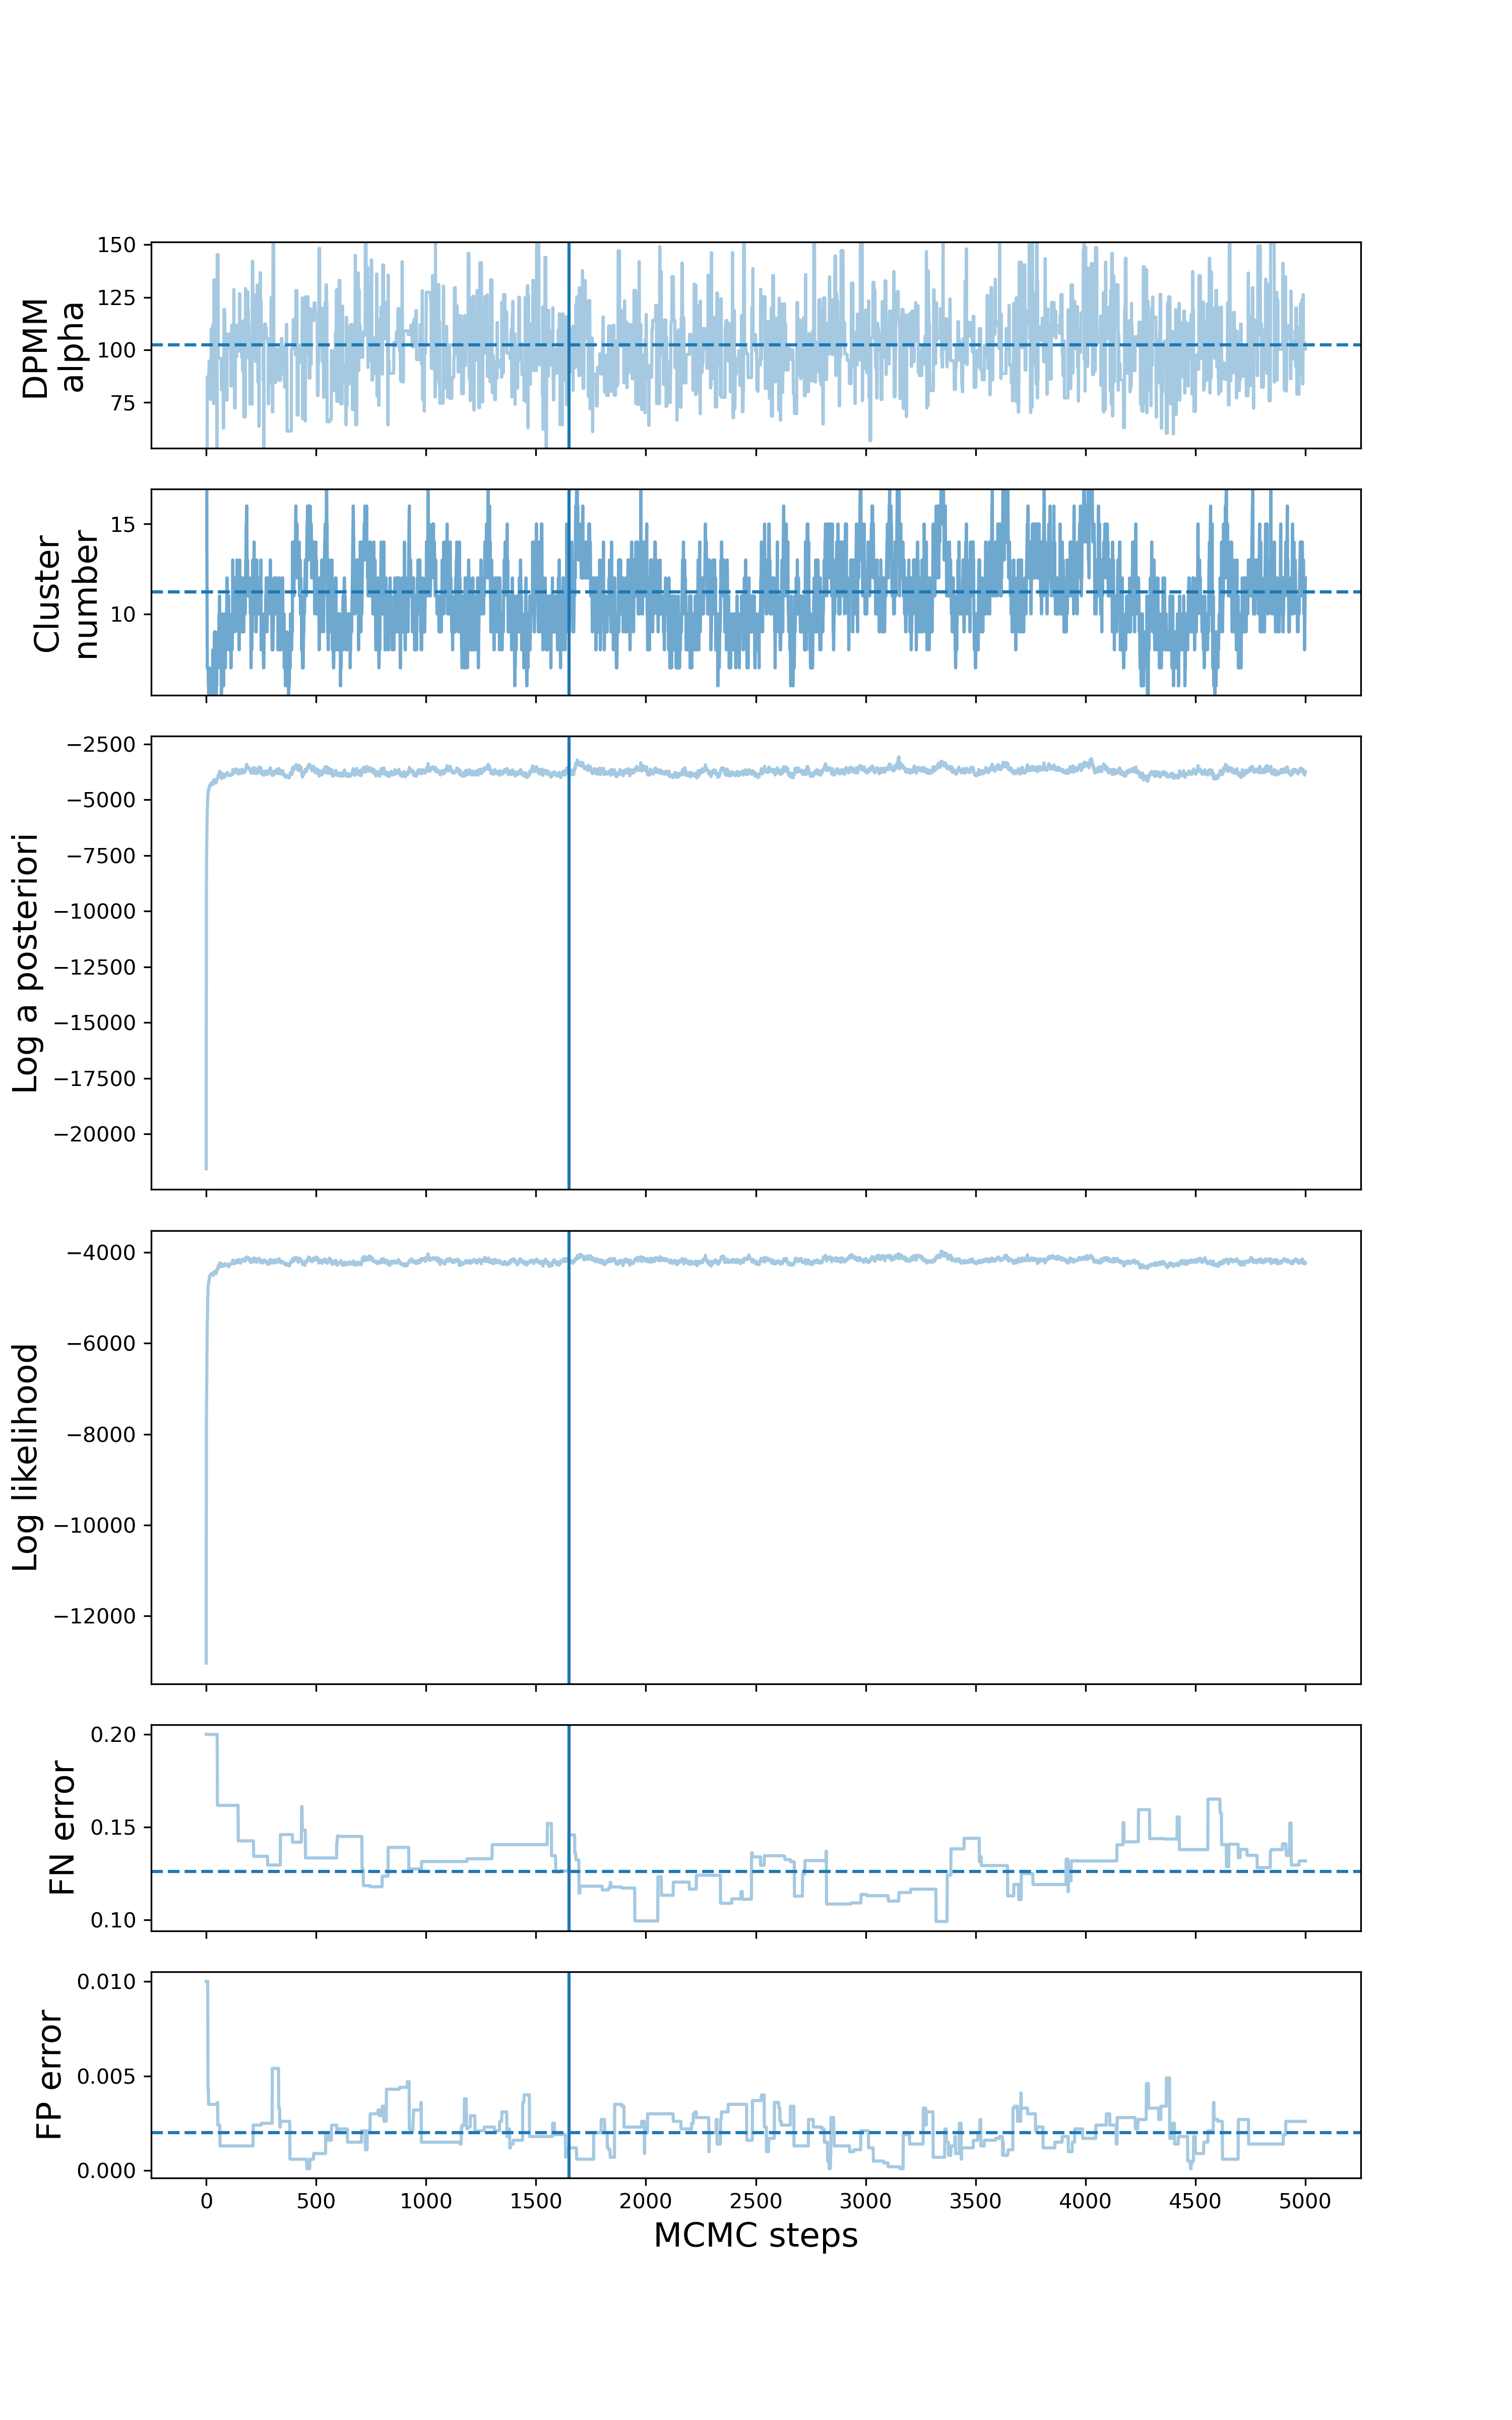 DPMM
alpha
150
125
100
75
Cluster
number
15
10
Log a posteriori
−2500
−5000
−7500
−10000
−12500
−15000
−17500
−20000
Log likelihood
−4000
−6000
−8000
−10000
−12000
FN error
0.20
0.15
0.10
FP error
0.010
0.005
0.000
0 500 1000 1500 2000 2500 3000 3500 4000 4500 5000
MCMC steps